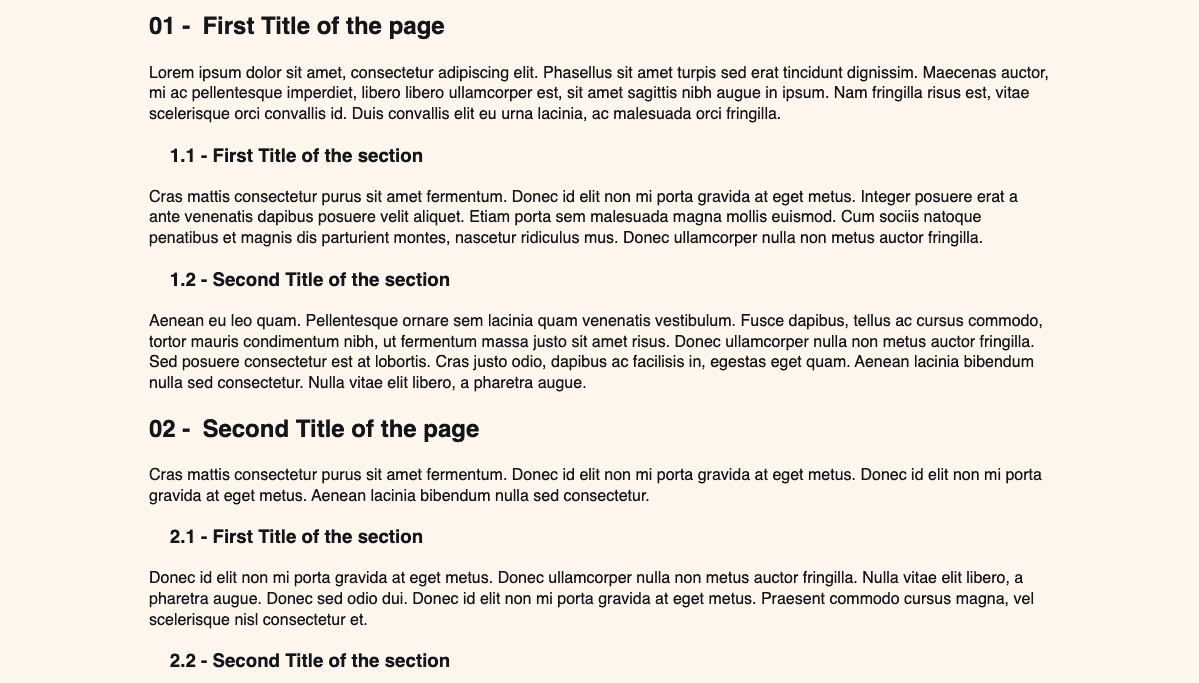 01 -  First Title of the page
Lorem ipsum dolor sit amet, consectetur adipiscing elit. Phasellus sit amet turpis sed erat tincidunt dignissim. Maecenas auctor,
mi ac pellentesque imperdiet, libero libero ullamcorper est, sit amet sagittis nibh augue in ipsum. Nam fringilla risus est, vitae
scelerisque orci convallis id. Duis convallis elit eu urna lacinia, ac malesuada orci fringilla.
1.1 - First Title of the section
Cras mattis consectetur purus sit amet fermentum. Donec id elit non mi porta gravida at eget metus. Integer posuere erat a
ante venenatis dapibus posuere velit aliquet. Etiam porta sem malesuada magna mollis euismod. Cum sociis natoque
penatibus et magnis dis parturient montes, nascetur ridiculus mus. Donec ullamcorper nulla non metus auctor fringilla.
1.2 - Second Title of the section
Aenean eu leo quam. Pellentesque ornare sem lacinia quam venenatis vestibulum. Fusce dapibus, tellus ac cursus commodo,
tortor mauris condimentum nibh, ut fermentum massa justo sit amet risus. Donec ullamcorper nulla non metus auctor fringilla.
Sed posuere consectetur est at lobortis. Cras justo odio, dapibus ac facilisis in, egestas eget quam. Aenean lacinia bibendum
nulla sed consectetur. Nulla vitae elit libero, a pharetra augue.
02 -  Second Title of the page
Cras mattis consectetur purus sit amet fermentum. Donec id elit non mi porta gravida at eget metus. Donec id elit non mi porta
gravida at eget metus. Aenean lacinia bibendum nulla sed consectetur.
2.1 - First Title of the section
Donec id elit non mi porta gravida at eget metus. Donec ullamcorper nulla non metus auctor fringilla. Nulla vitae elit libero, a
pharetra augue. Donec sed odio dui. Donec id elit non mi porta gravida at eget metus. Praesent commodo cursus magna, vel
scelerisque nisl consectetur et.
2.2 - Second Title of the section